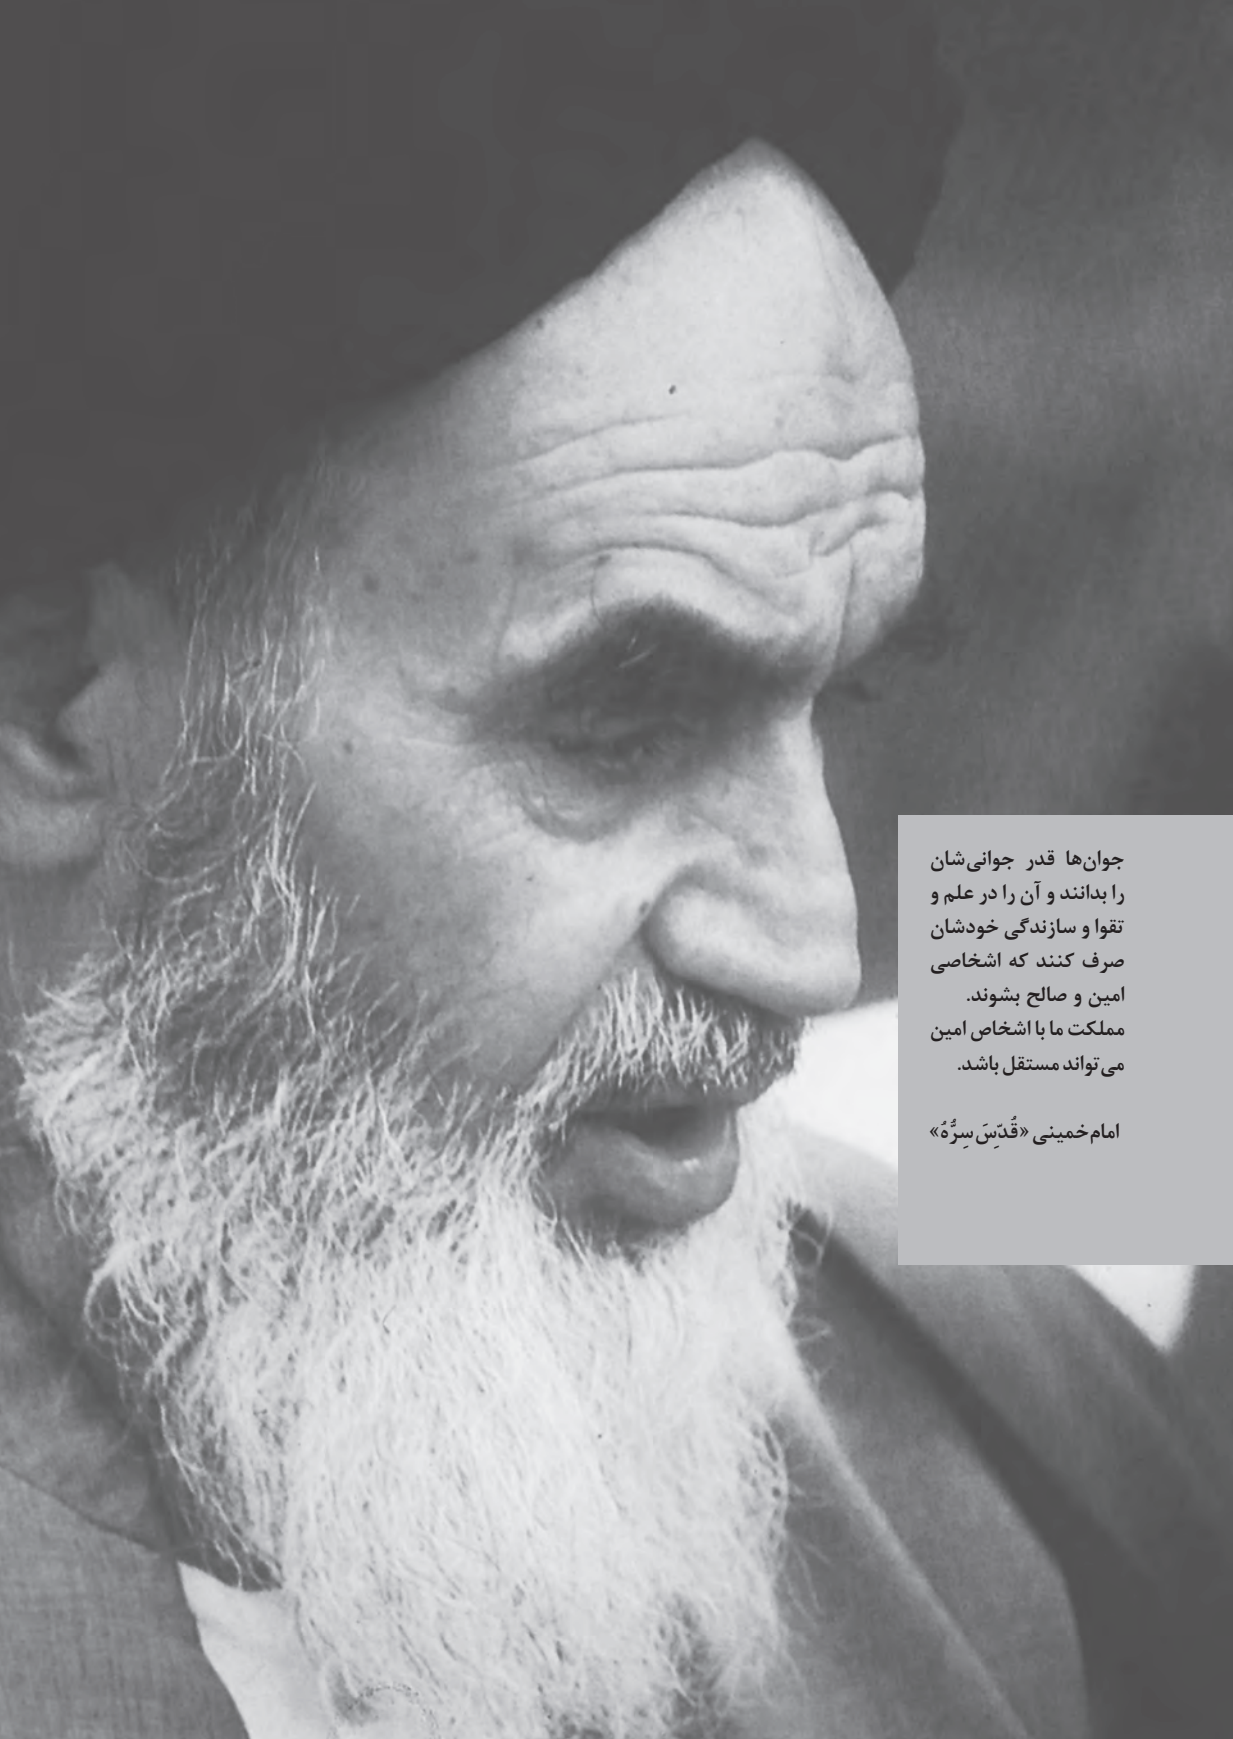 جوان‌ها قدر جوانی‌شان
را بدانند و آن را در علم و
تقوا و سازندگی خودشان
صرف کنند که اشخاصی
امین و صالح بشوند.
مملکت ما با اشخاص امین
می‌تواند مستقل باشد.
امام خمینی «قُدّسَ سِرُّهُ»